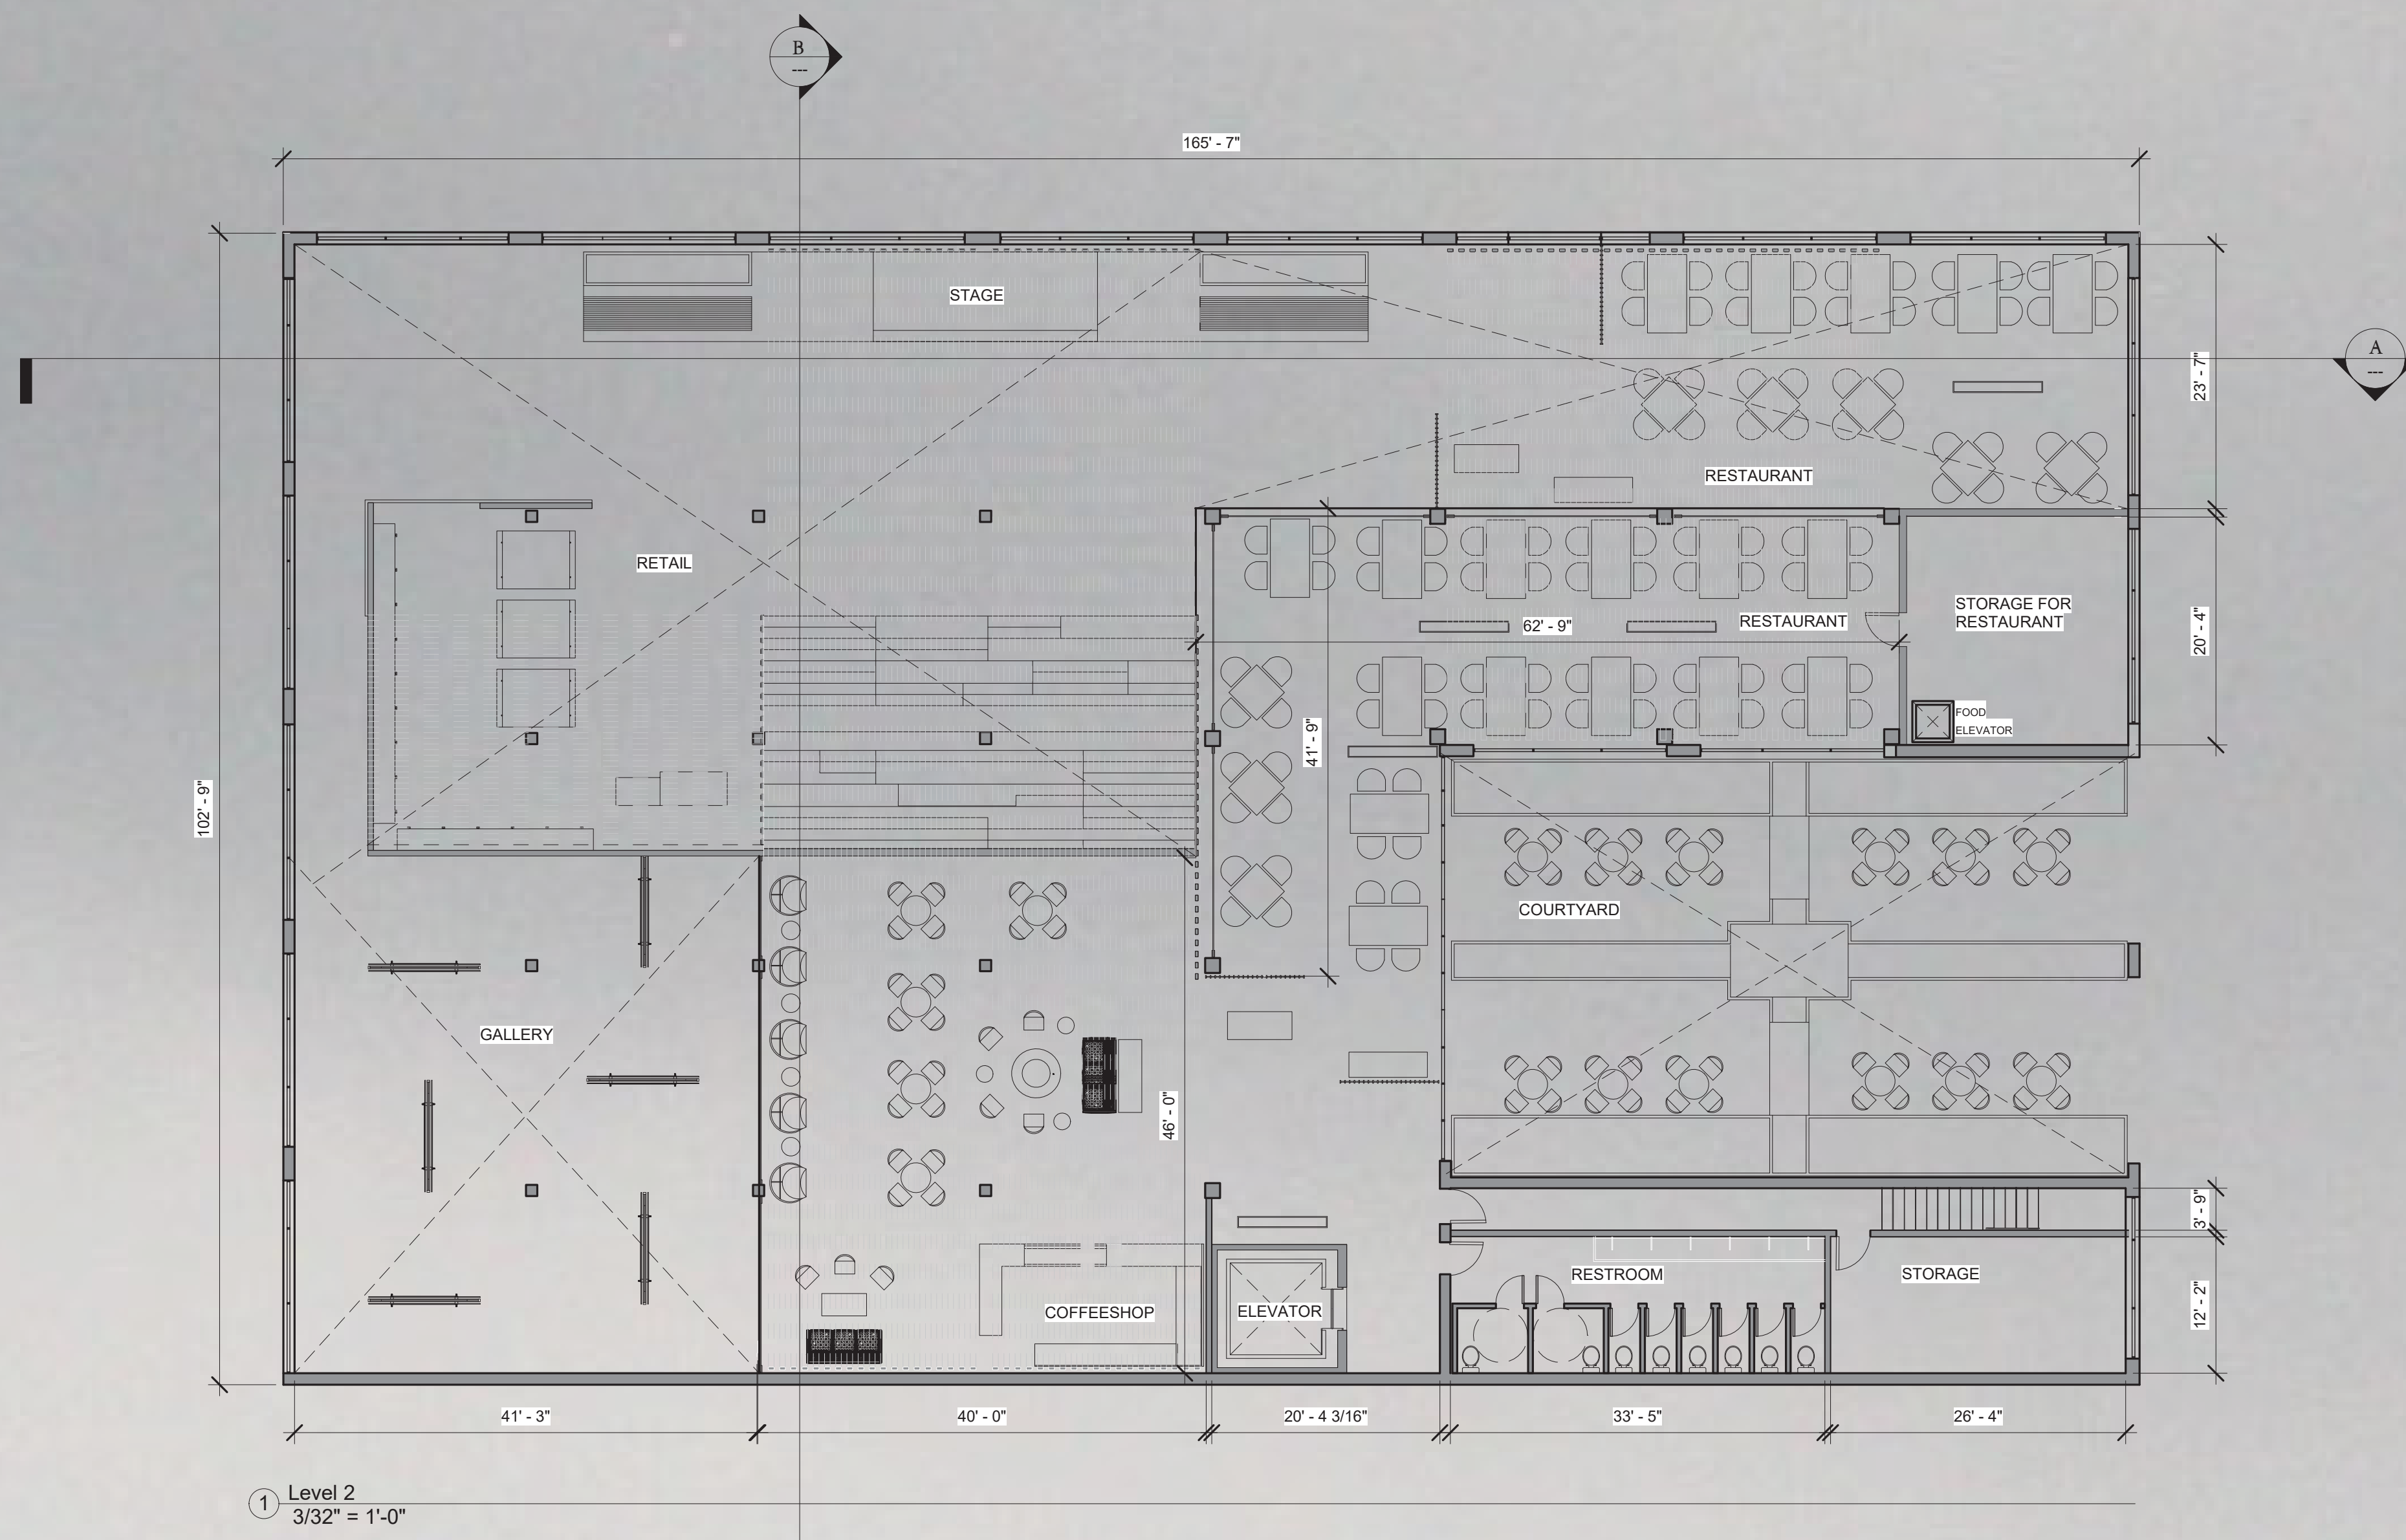 B
---
165' - 7"
STAGE
A
---
23' - 7"
RESTAURANT
RETAIL
STORAGE FOR
RESTAURANT
62' - 9"
RESTAURANT
20' - 4"
FOOD
ELEVATOR
41' - 9"
102' - 9"
COURTYARD
GALLERY
46' - 0"
3' - 9"
RESTROOM
STORAGE
COFFEESHOP
ELEVATOR
12' - 2"
41' - 3"
40' - 0"
20' - 4 3/16"
33' - 5"
26' - 4"
1
Level 2
3/32" = 1'-0"